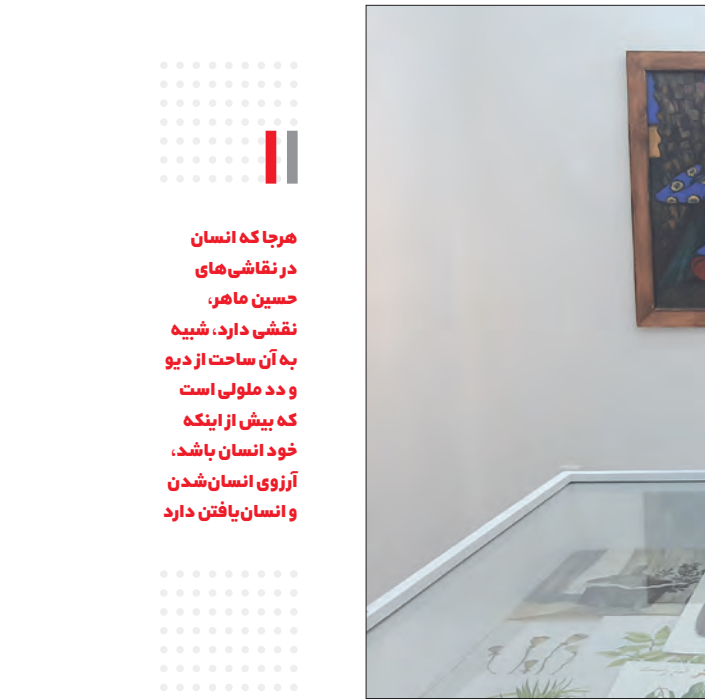 هرجا که انسان
در نقاشی‌های
حسین ماهر،
نقشی دارد، شبیه
به آن ساحت از دیو
و دد ملولی است
که بیش از اینکه
خود انسان باشد،
آرزوی انسان‌شدن
و انسان‌یافتن دارد